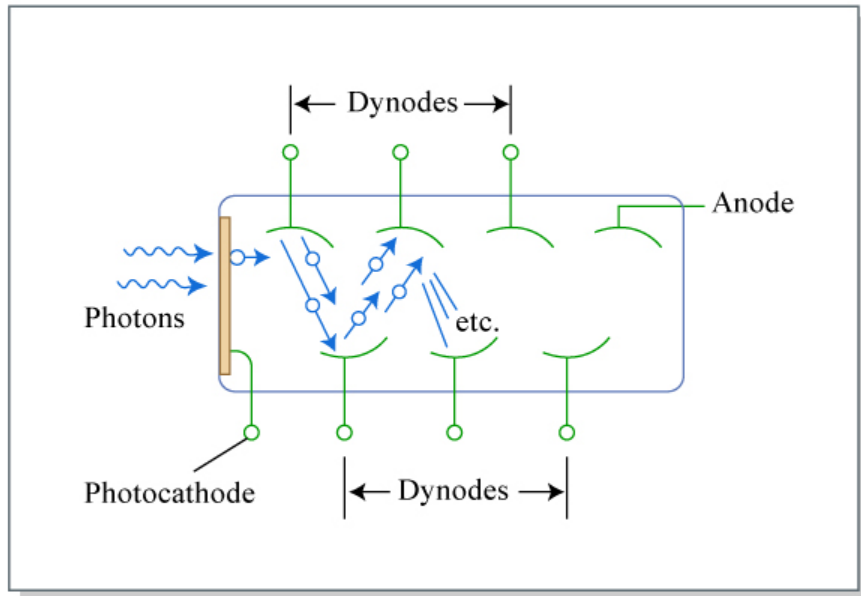 Dynodes
Anode
Photons
etc.
Photocathode
Dynodes